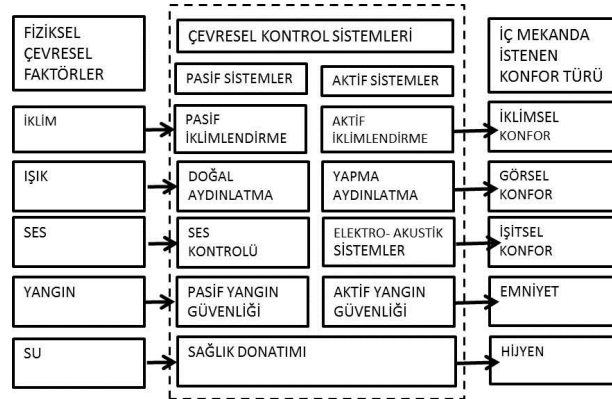 FİZİKSEL
ÇEVRESEL
FAKTÖRLER
ÇEVRESEL KONTROL SİSTEMLERİ
İÇ MEKANDA
İSTENEN
KONFOR TÜRÜ
PASİF SİSTEMLER
AKTİF SİSTEMLER
İKLİM
PASİF
İKLİMLENDİRME
AKTİF
İKLİMLENDİRME
İKLİMSEL
KONFOR
IŞIK
DOĞAL
AYDINLATMA
YAPMA
AYDINLATMA
GÖRSEL
KONFOR
SES
SES
KONTROLÜ
ELEKTRO- AKUSTİK
SİSTEMLER
İŞİTSEL
KONFOR
YANGIN
PASİF YANGIN
GÜVENLİĞİ
AKTİF YANGIN
GÜVENLİĞİ
EMNİYET
SU
SAĞLIK DONATIMI
HİJYEN